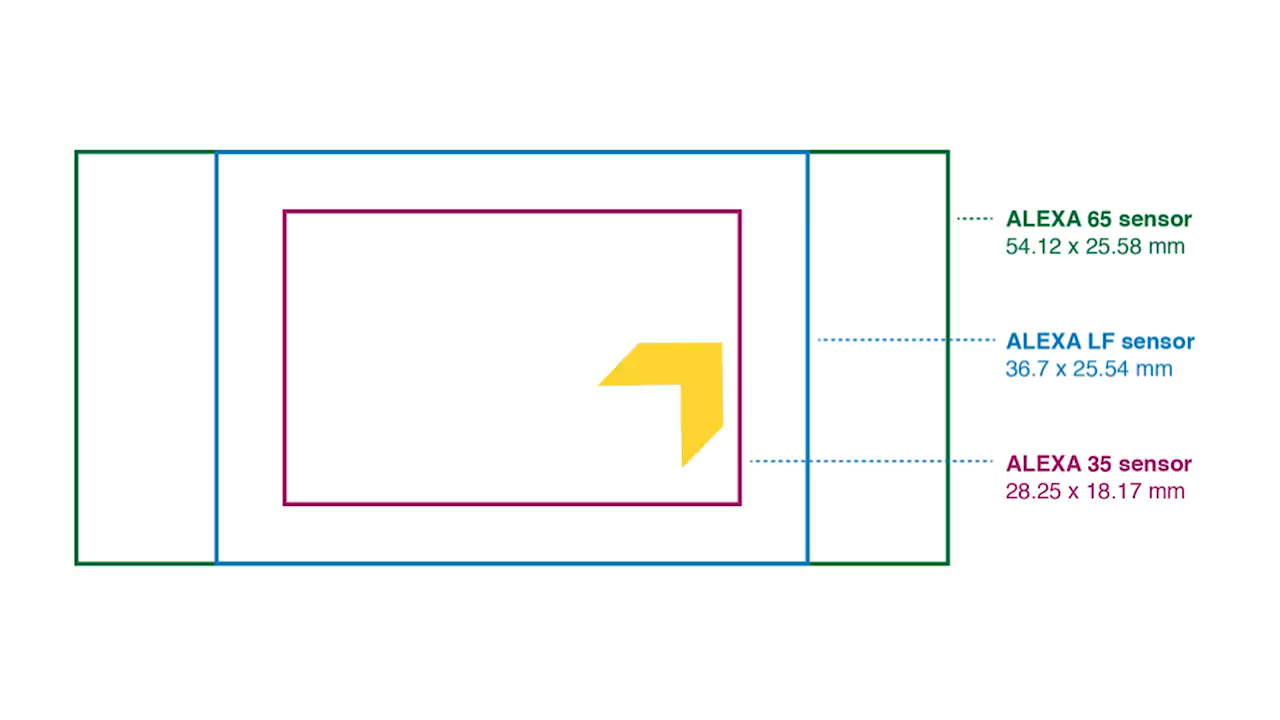 ALEXA 65 sensor
54.12 x 25.58 mm
ALEXA LF sensor
36.7 x 25.54 mm
ALEXA 35 sensor
28.25 x 18.17 mm